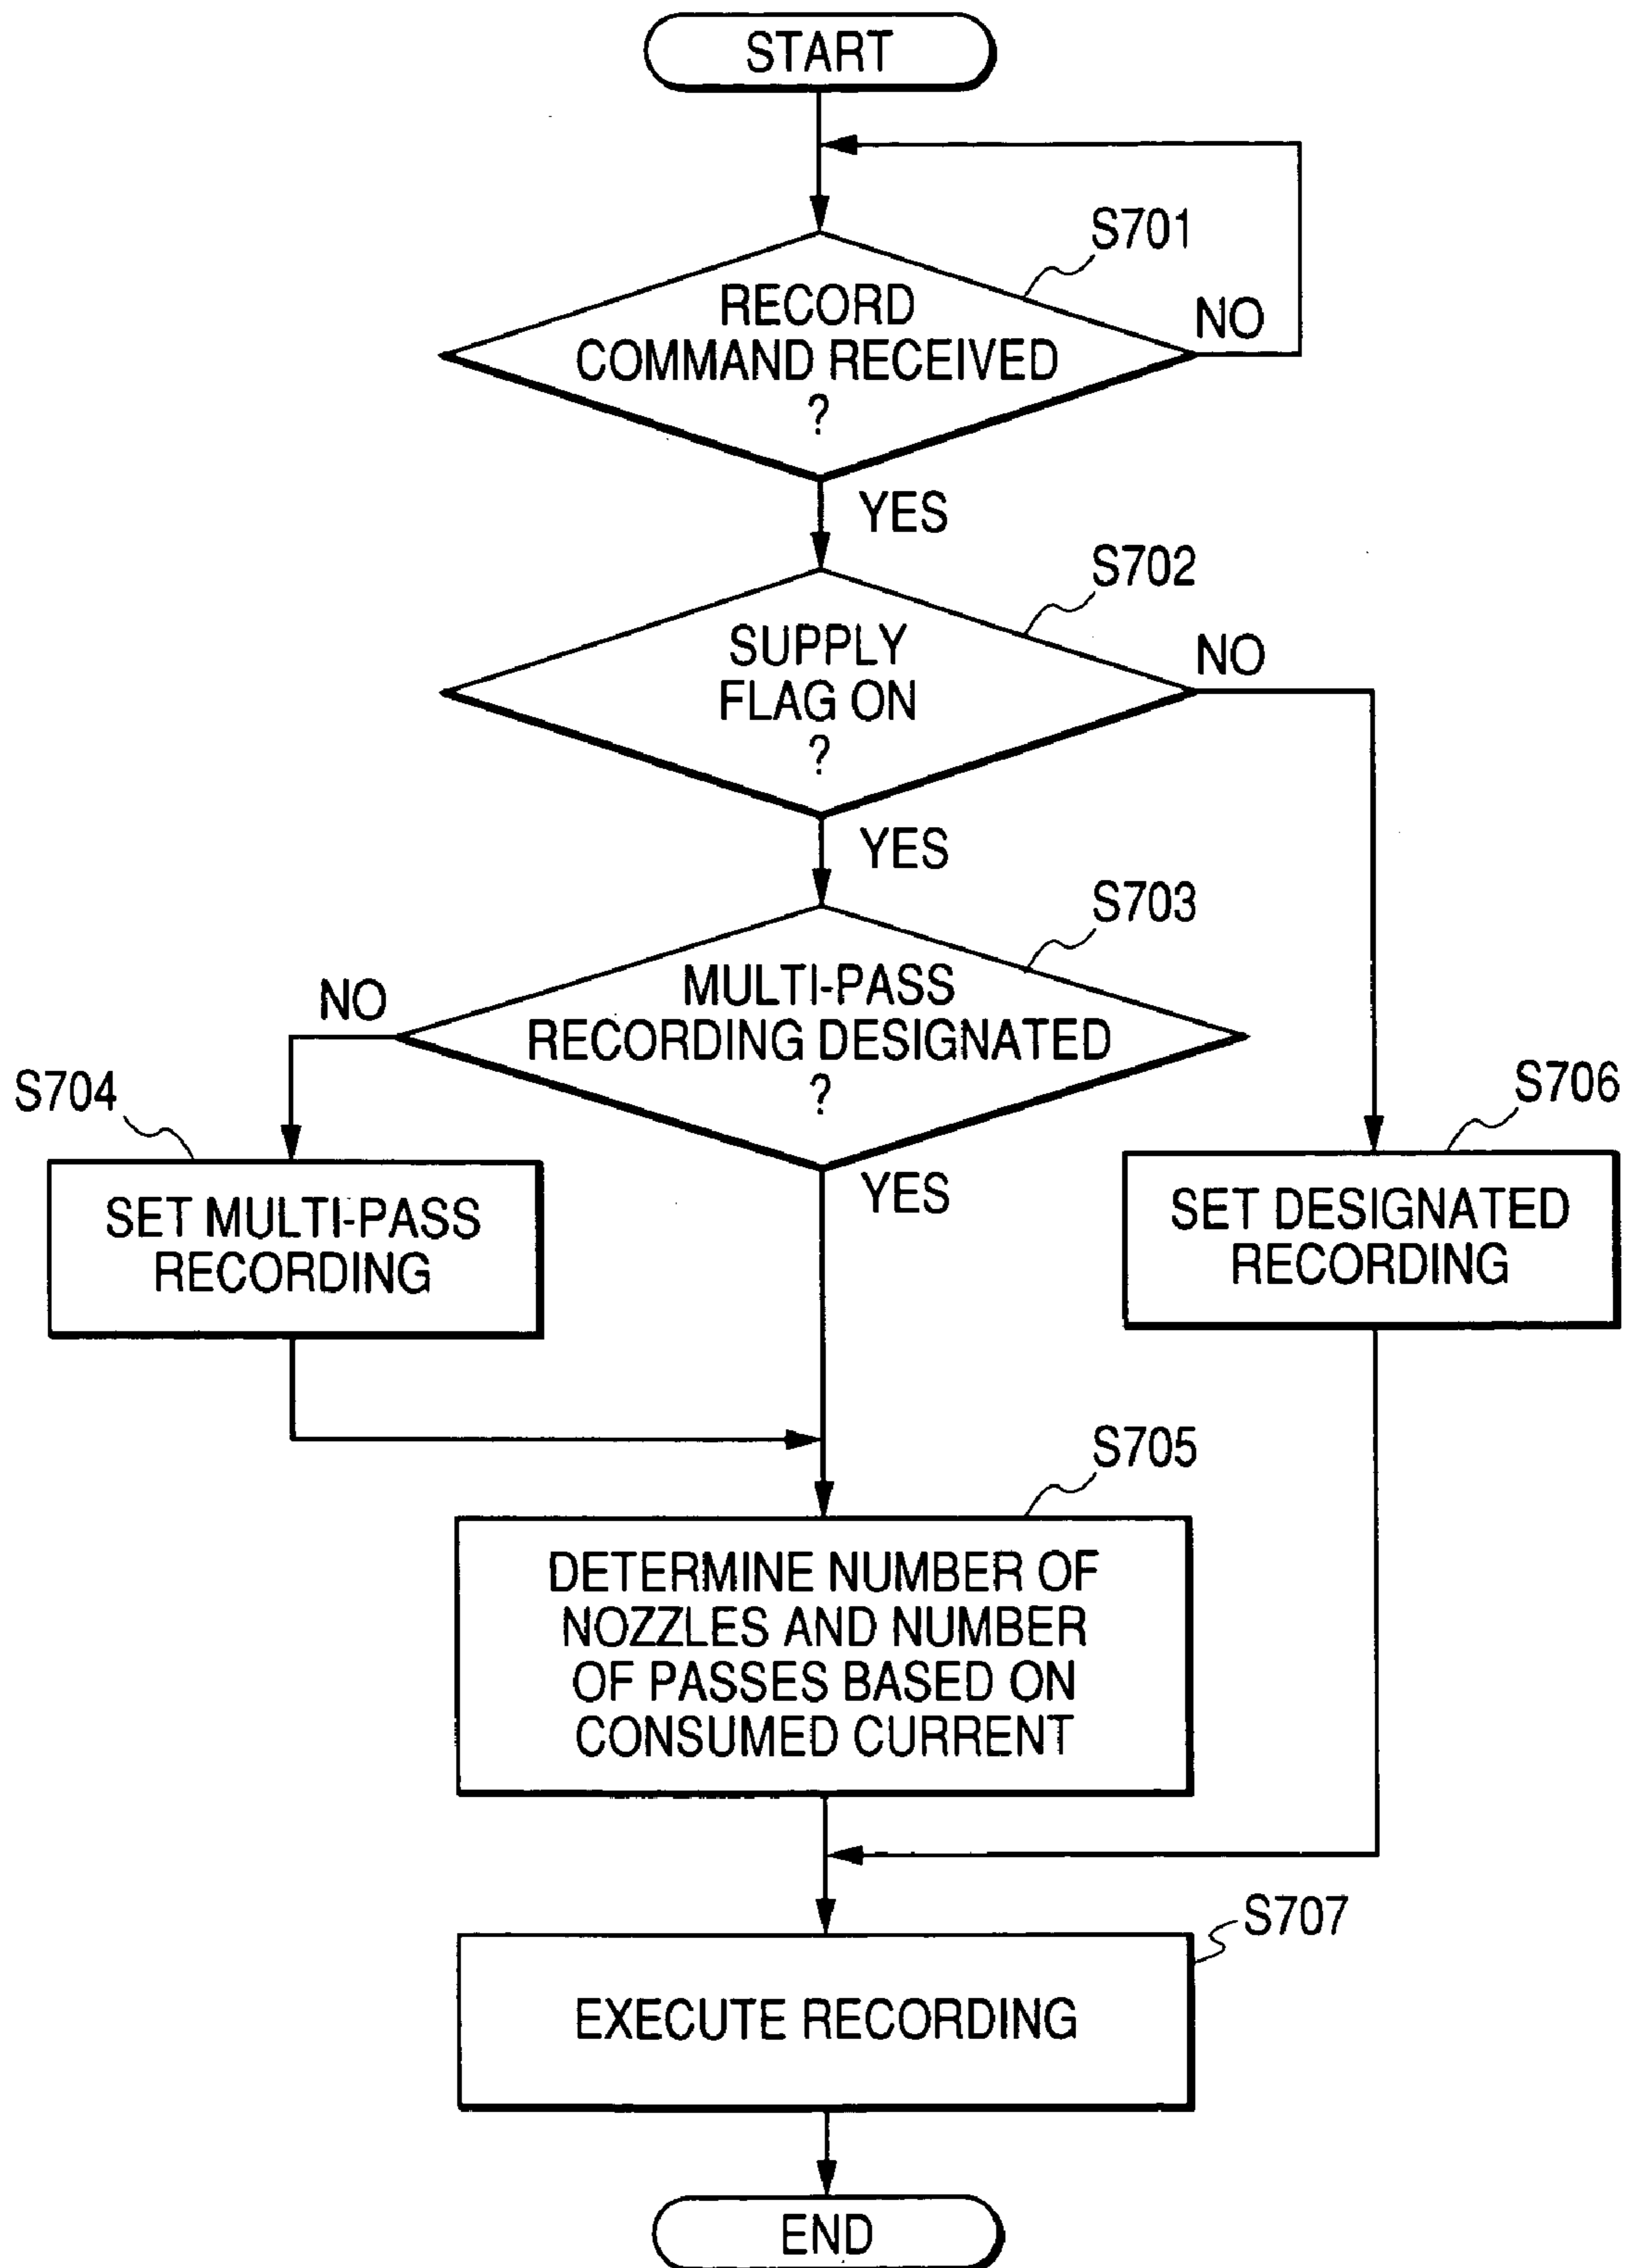 START
S701
RECORD
COMMAND RECEIVED
?
NO
YES
S702
SUPPLY
FLAG ON
?
NO
YES
S703
MULTI-PASS
RECORDING DESIGNATED
?
NO
YES
S704
SET MULTI-PASS
RECORDING
S706
SET DESIGNATED
RECORDING
S705
DETERMINE NUMBER OF
NOZZLES AND NUMBER
OF PASSES BASED ON
CONSUMED CURRENT
S707
EXECUTE RECORDING
END